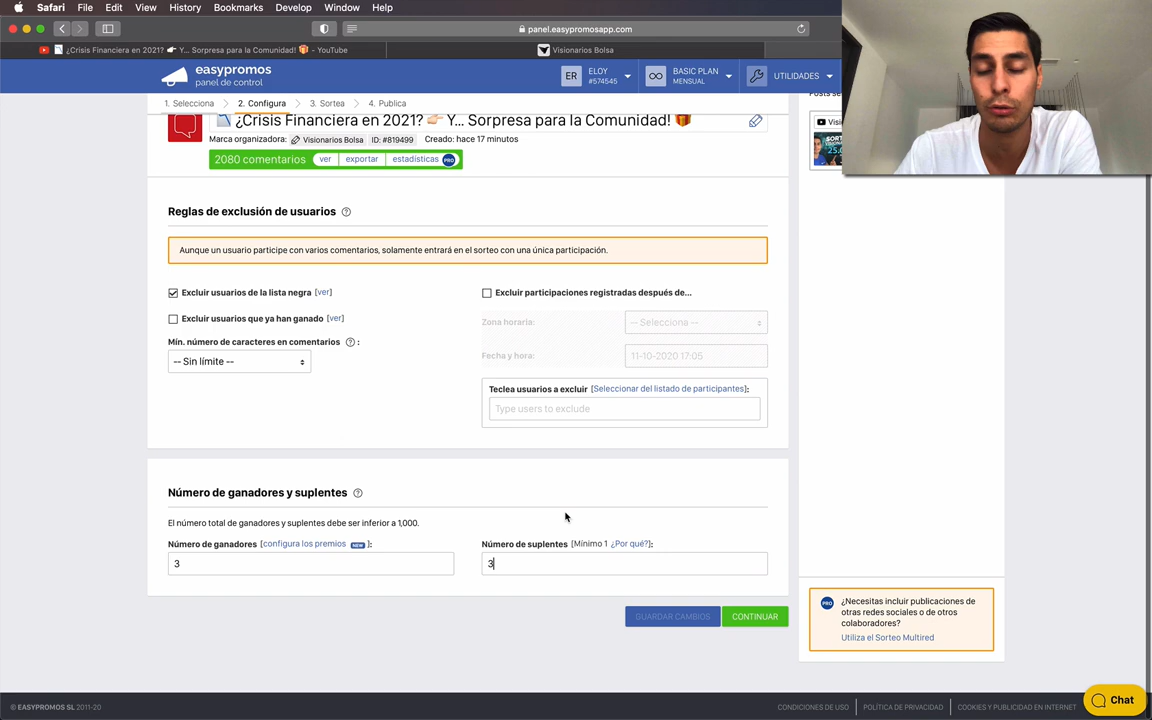 Safari File Edit View History Bookmarks Develop Window Help
panel.easypromosapp.com
¿Crisis Financiera en 2021? 👉🏻 Y... Sorpresa para la Comunidad! 🎁 - YouTube
Visionarios Bolsa
easypromos
panel de control
ER
ELOY
#574545
BASIC PLAN
MENSUAL
UTILIDADES
1. Selecciona
2. Configura
3. Sortea
4. Publica
¿Crisis Financiera en 2021? 👉🏻 Y... Sorpresa para la Comunidad! 🎁
Marca organizadora: Visionarios Bolsa ID: #819499 Creado: hace 17 minutos
2080 comentarios ver exportar estadísticas PRO
Reglas de exclusión de usuarios
Aunque un usuario participe con varios comentarios, solamente entrará en el sorteo con una única participación.
Excluir usuarios de la lista negra [ver]
Excluir participaciones registradas después de...
Excluir usuarios que ya han ganado [ver]
Zona horaria: -- Selecciona --
Mín. número de caracteres en comentarios ? :
-- Sin límite --
Fecha y hora: 11-10-2020 17:05
Teclea usuarios a excluir [Seleccionar del listado de participantes]:
Type users to exclude
Número de ganadores y suplentes
El número total de ganadores y suplentes debe ser inferior a 1,000.
Número de ganadores [configura los premios NEW ]:
3
Número de suplentes [Mínimo 1 ¿Por qué?]:
3
GUARDAR CAMBIOS
CONTINUAR
PRO
¿Necesitas incluir publicaciones de
otras redes sociales o de otros
colaboradores?
Utiliza el Sorteo Multired
© EASYPROMOS SL 2011-20
CONDICIONES DE USO
POLÍTICA DE PRIVACIDAD
COOKIES Y PUBLICIDAD EN INTERNET
Chat